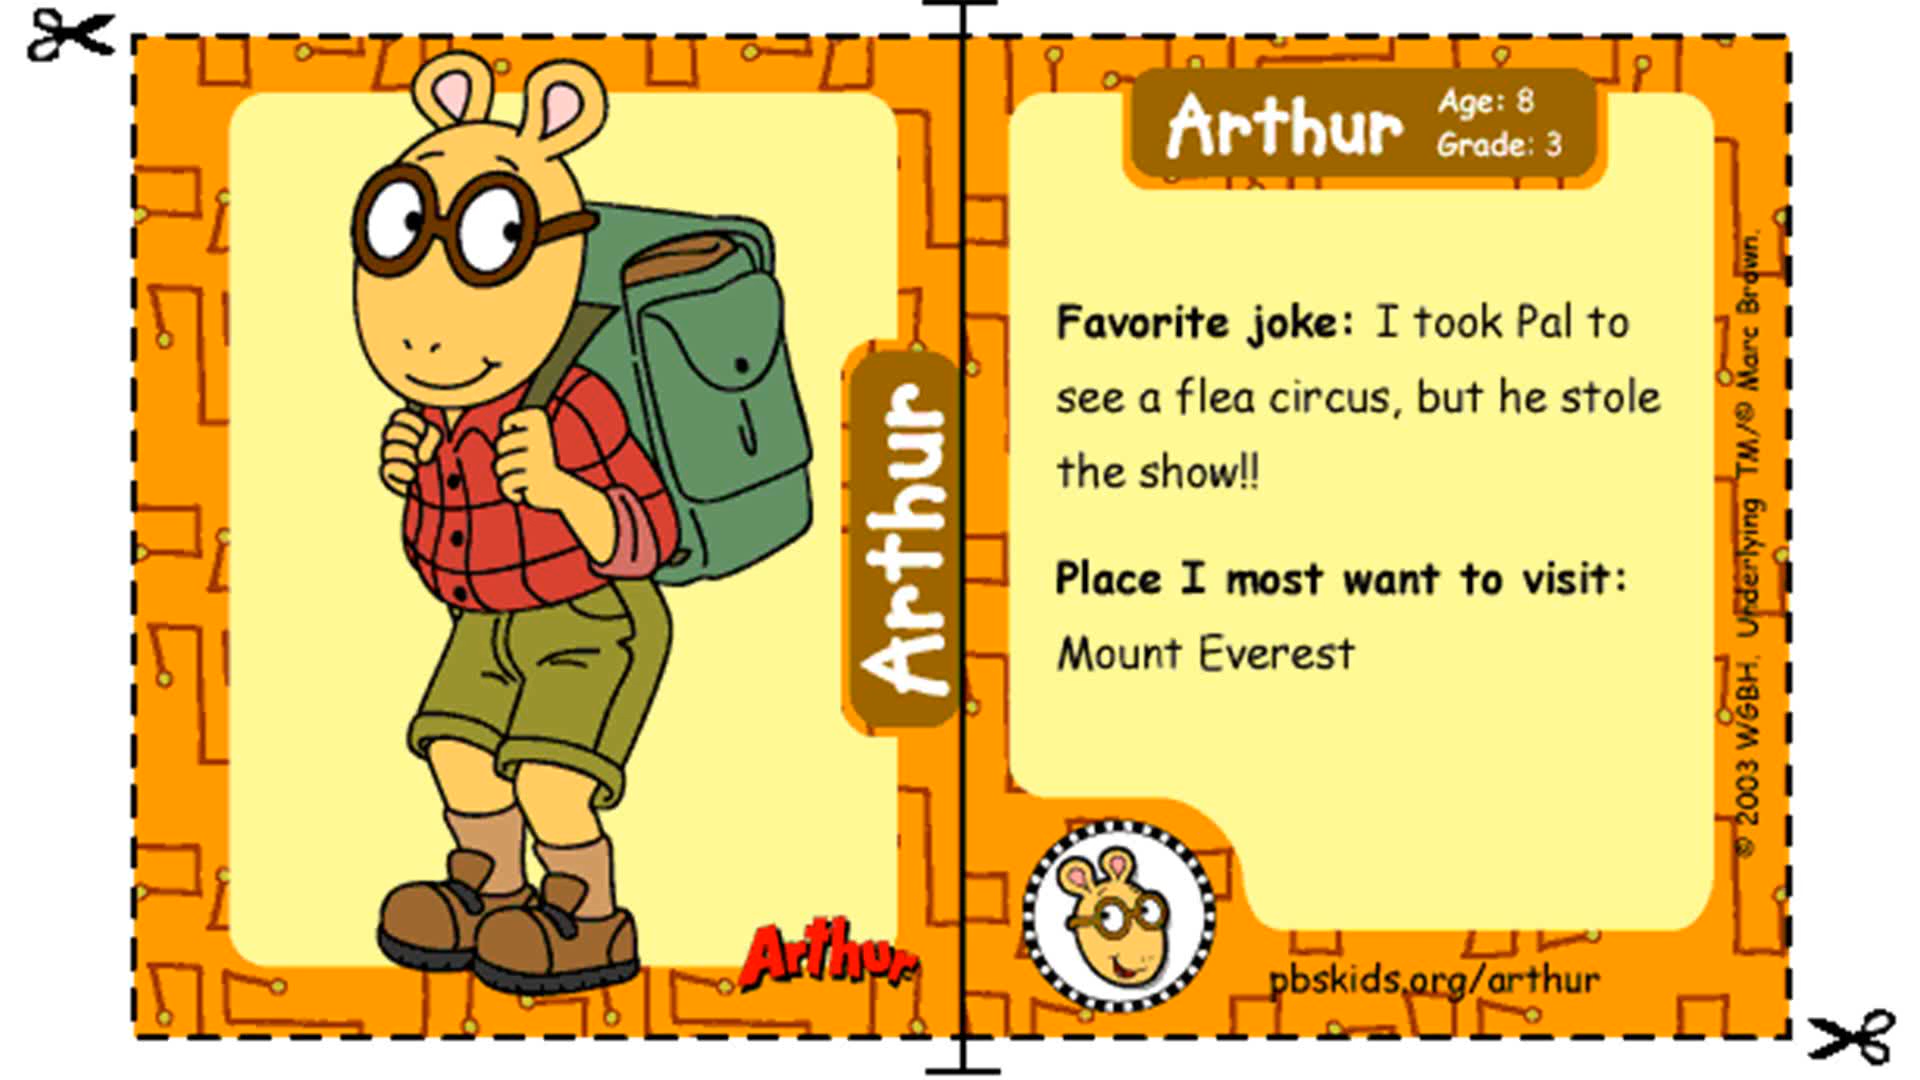 Arthur
Arthur
Arthur
Age: 8
Grade: 3
Favorite joke: I took Pal to
see a flea circus, but he stole
the show!!
Place I most want to visit:
Mount Everest
pbskids.org/arthur
© 2003 WGBH. Underlying TM/© Marc Brown.